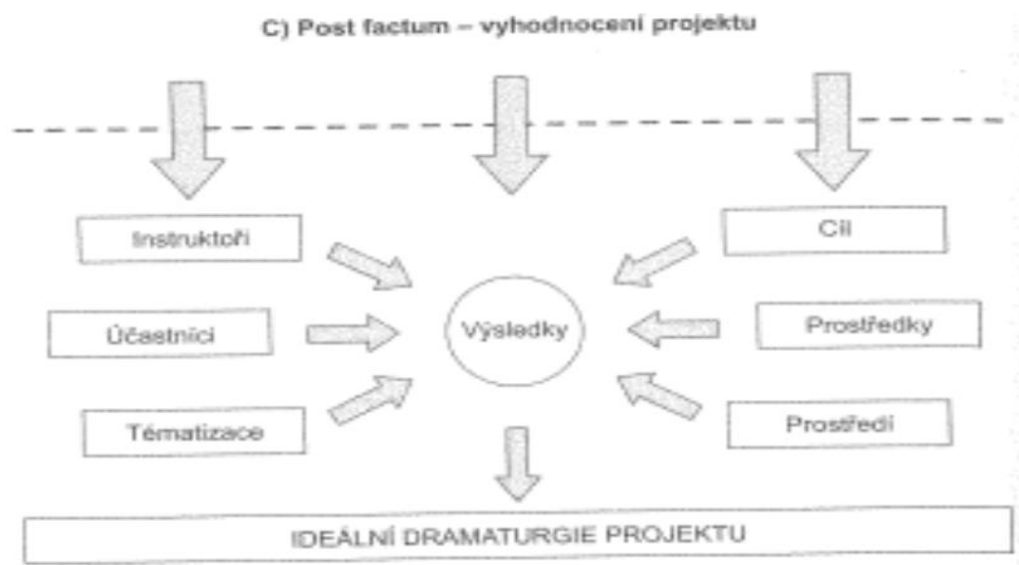 C) Post factum – vyhodnocení projektu
Instruktoři
Cíl
Účastníci
Výsledky
Prostředky
Tématizace
Prostředí
IDEÁLNÍ DRAMATURGIE PROJEKTU